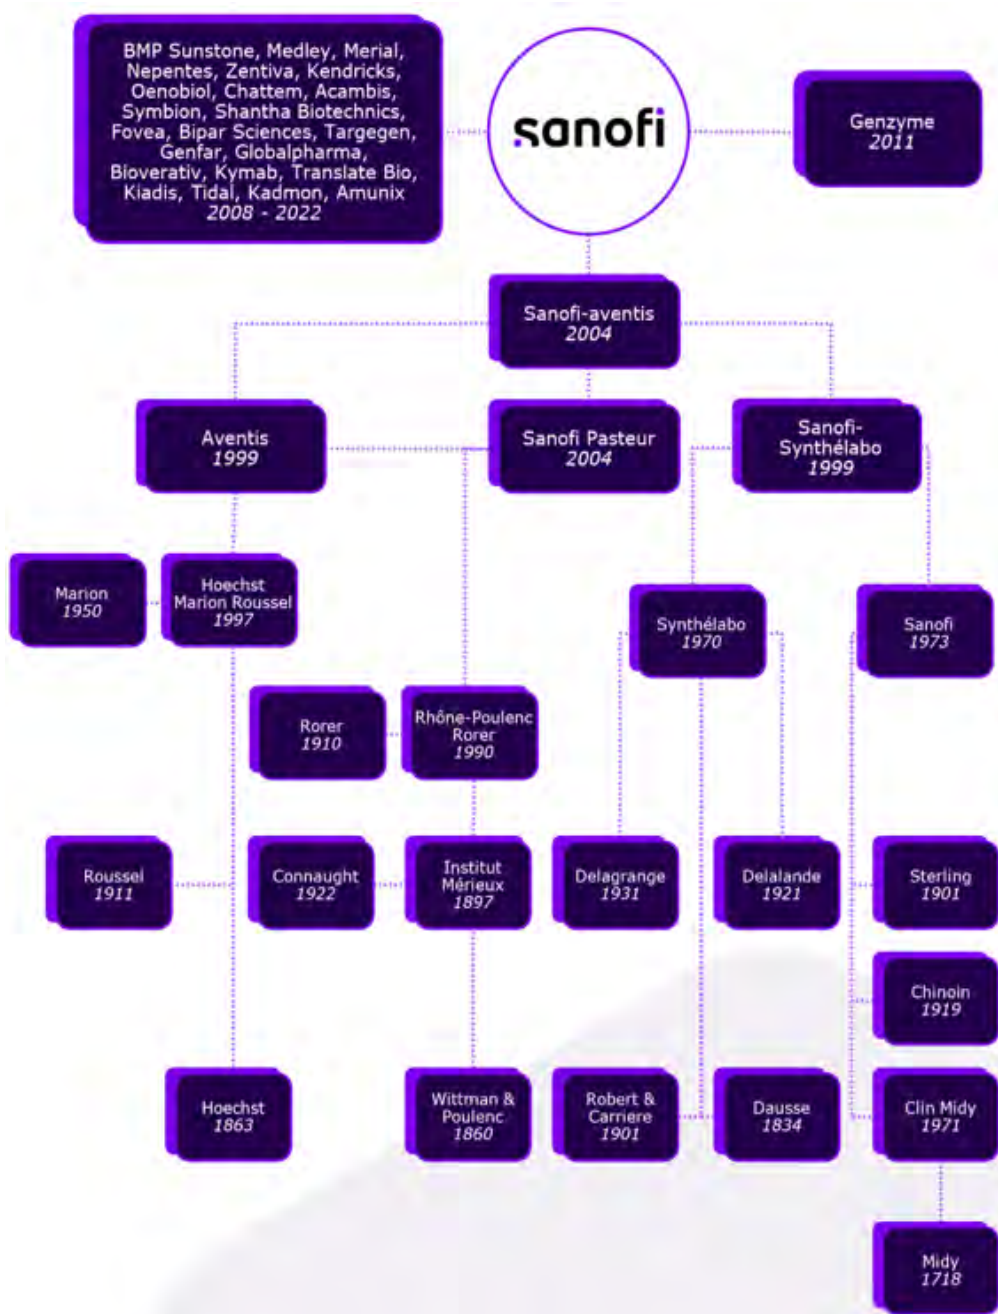 BMP Sunstone, Medley, Merial,
Nepentes, Zentiva, Kendricks,
Oenobiol, Chattem, Acambis,
Symbion, Shantha Biotechnics,
Fovea, Bipar Sciences, Targegen,
Genfar, Globalpharma,
Bioverativ, Kymab, Translate Bio,
Kiadis, Tidal, Kadmon, Amunix
2008 - 2022
sanofi
Genzyme
2011
Sanofi-aventis
2004
Aventis
1999
Sanofi Pasteur
2004
Sanofi-
Synthélabo
1999
Marion
1950
Hoechst
Marion Roussel
1997
Synthélabo
1970
Sanofi
1973
Rorer
1910
Rhône-Poulenc
Rorer
1990
Roussel
1911
Connaught
1922
Institut
Mérieux
1897
Delagrange
1931
Delalande
1921
Sterling
1901
Chinoin
1919
Hoechst
1863
Wittman &
Poulenc
1860
Robert &
Carriere
1901
Dausse
1834
Clin Midy
1971
Midy
1718